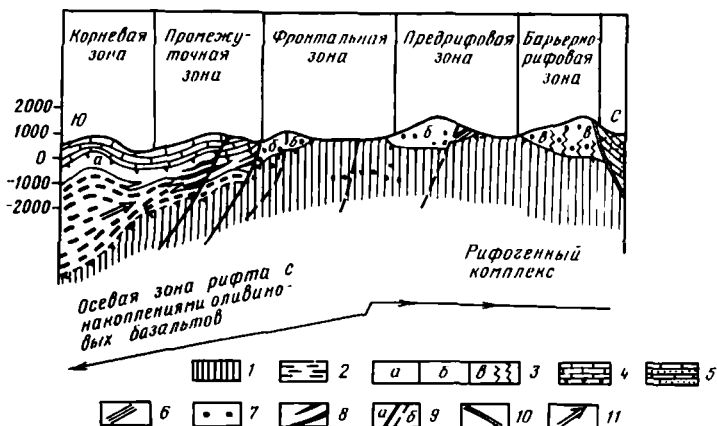 Корневая зона
Промежу-
точная
зона
Фронтальная
зона
Предрифовая
зона
Барьерно-
рифовая
зона
Ю
С
2000
1000
0
-1000
-2000
а
б
б
б
в
в
Осевая зона рифта с
накоплениями оливино-
вых базальтов
Рифогенный
комплекс
1
2
а
б
в
3
4
5
6
7
8
а
б
9
10
11